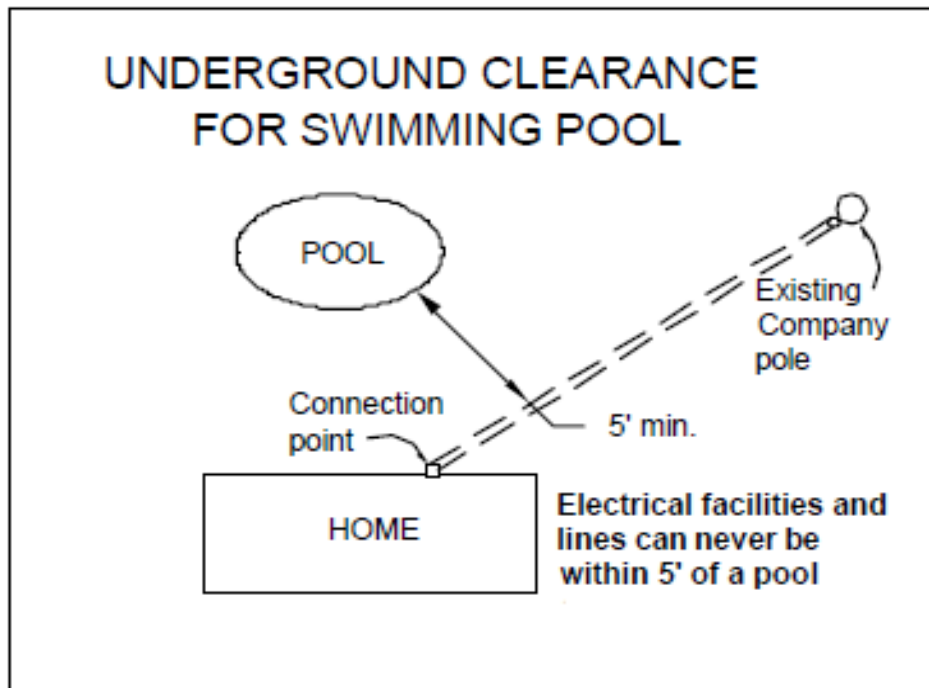 UNDERGROUND CLEARANCE
FOR SWIMMING POOL
POOL
Existing
Company
pole
Connection
point
5' min.
HOME
Electrical facilities and
lines can never be
within 5' of a pool